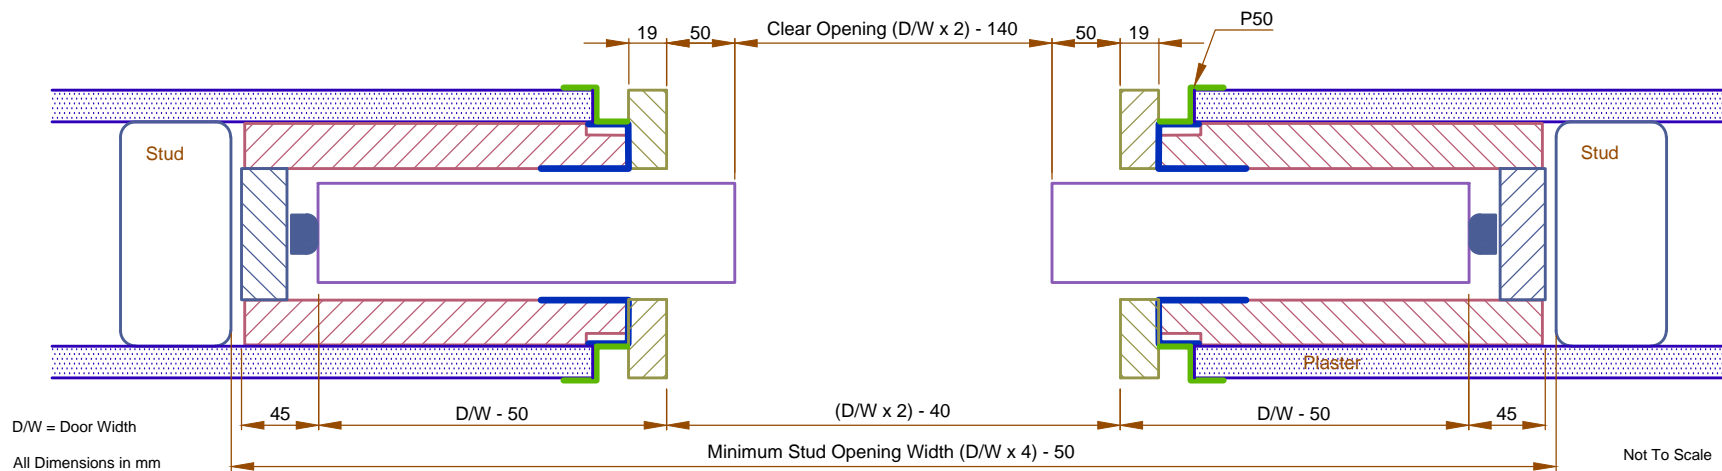 P50
19 50 Clear Opening (D/W x 2) - 140 50 19
Stud Stud
Plaster
45 D/W - 50 (D/W x 2) - 40 D/W - 50 45
D/W = Door Width
Minimum Stud Opening Width (D/W x 4) - 50
All Dimensions in mm Not To Scale